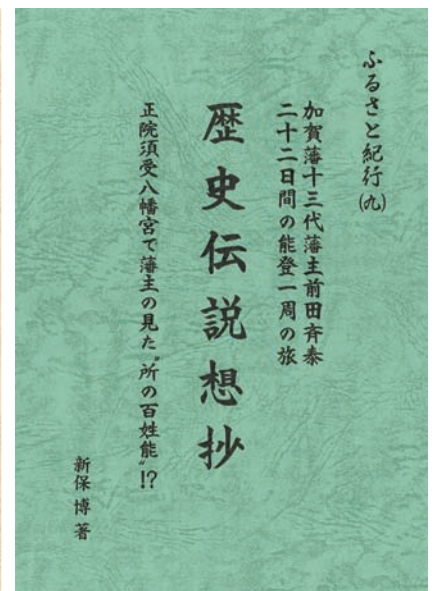 ふるさと紀行(九)
加賀藩十三代藩主前田斉泰
二十二日間の能登一周の旅
歴史伝説想抄
正院須受八幡宮で藩主の見た“所の百姓能”!?
新保博著